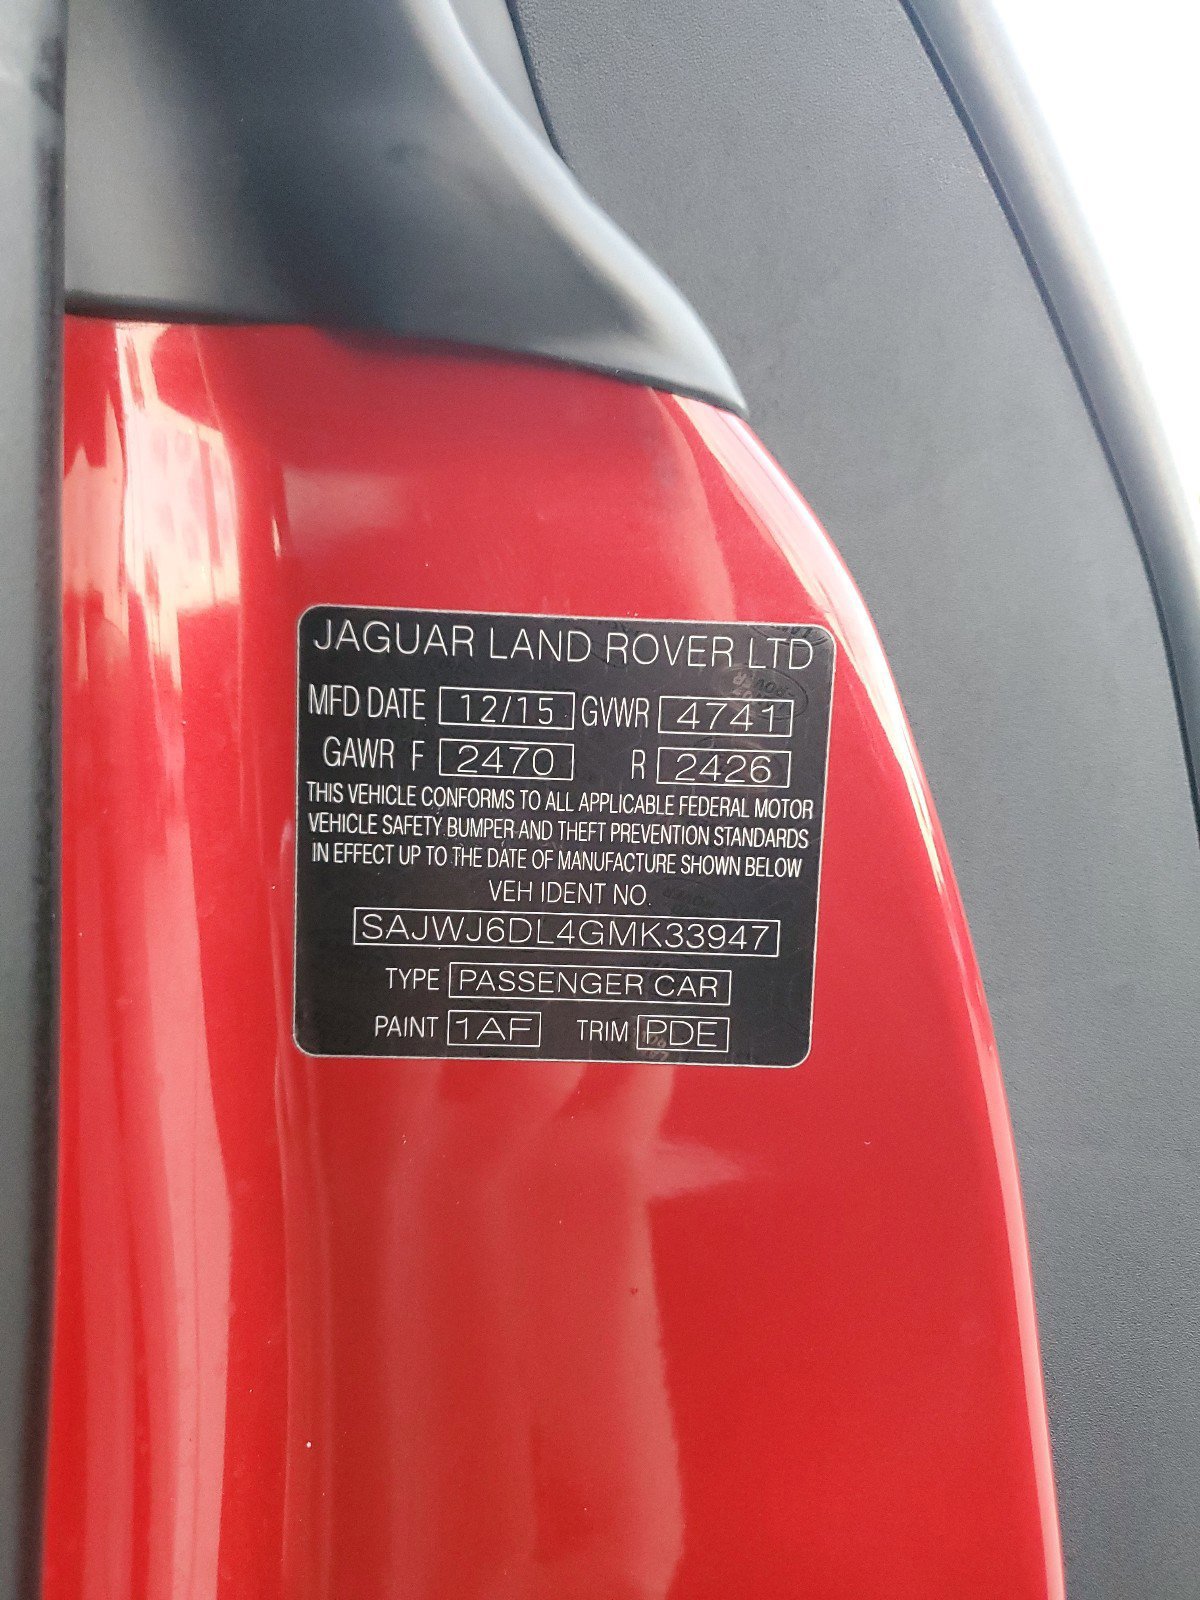 JAGUAR LAND ROVER LTD
MFD DATE 12/15 GVWR 4741
GAWR F 2470 R 2426
THIS VEHICLE CONFORMS TO ALL APPLICABLE FEDERAL MOTOR
VEHICLE SAFETY BUMPER AND THEFT PREVENTION STANDARDS
IN EFFECT UP TO THE DATE OF MANUFACTURE SHOWN BELOW
VEH IDENT NO.
SAJWJ6DL4GMK33947
TYPE PASSENGER CAR
PAINT 1AF TRIM PDE